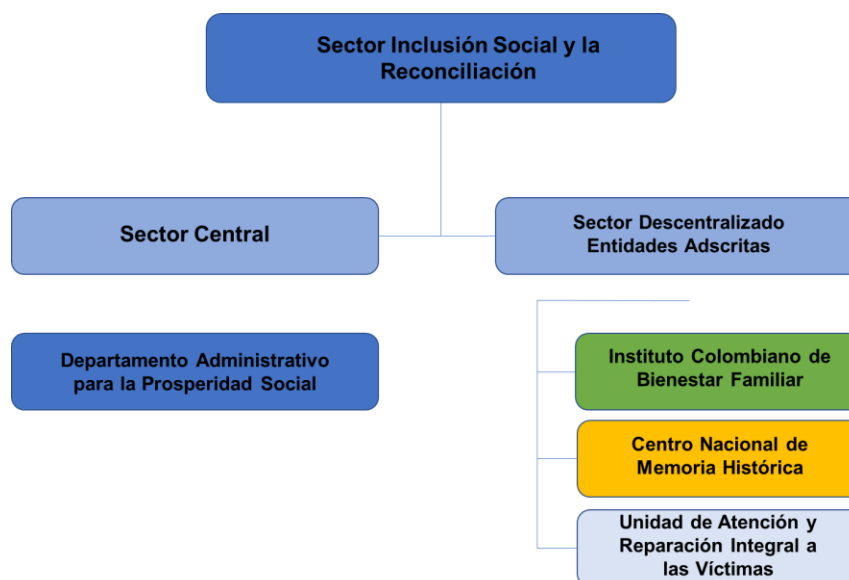 Sector Inclusión Social y la
Reconciliación
Sector Central
Sector Descentralizado
Entidades Adscritas
Departamento Administrativo
para la Prosperidad Social
Instituto Colombiano de
Bienestar Familiar
Centro Nacional de
Memoria Histórica
Unidad de Atención y
Reparación Integral a
las Víctimas